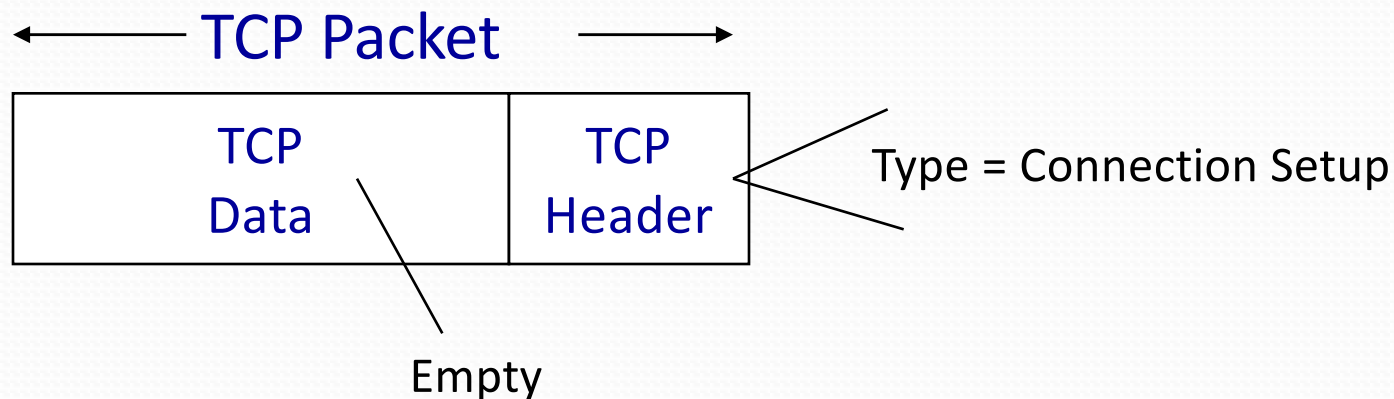 TCP Packet
TCP
Data
TCP
Header
Type = Connection Setup
Empty